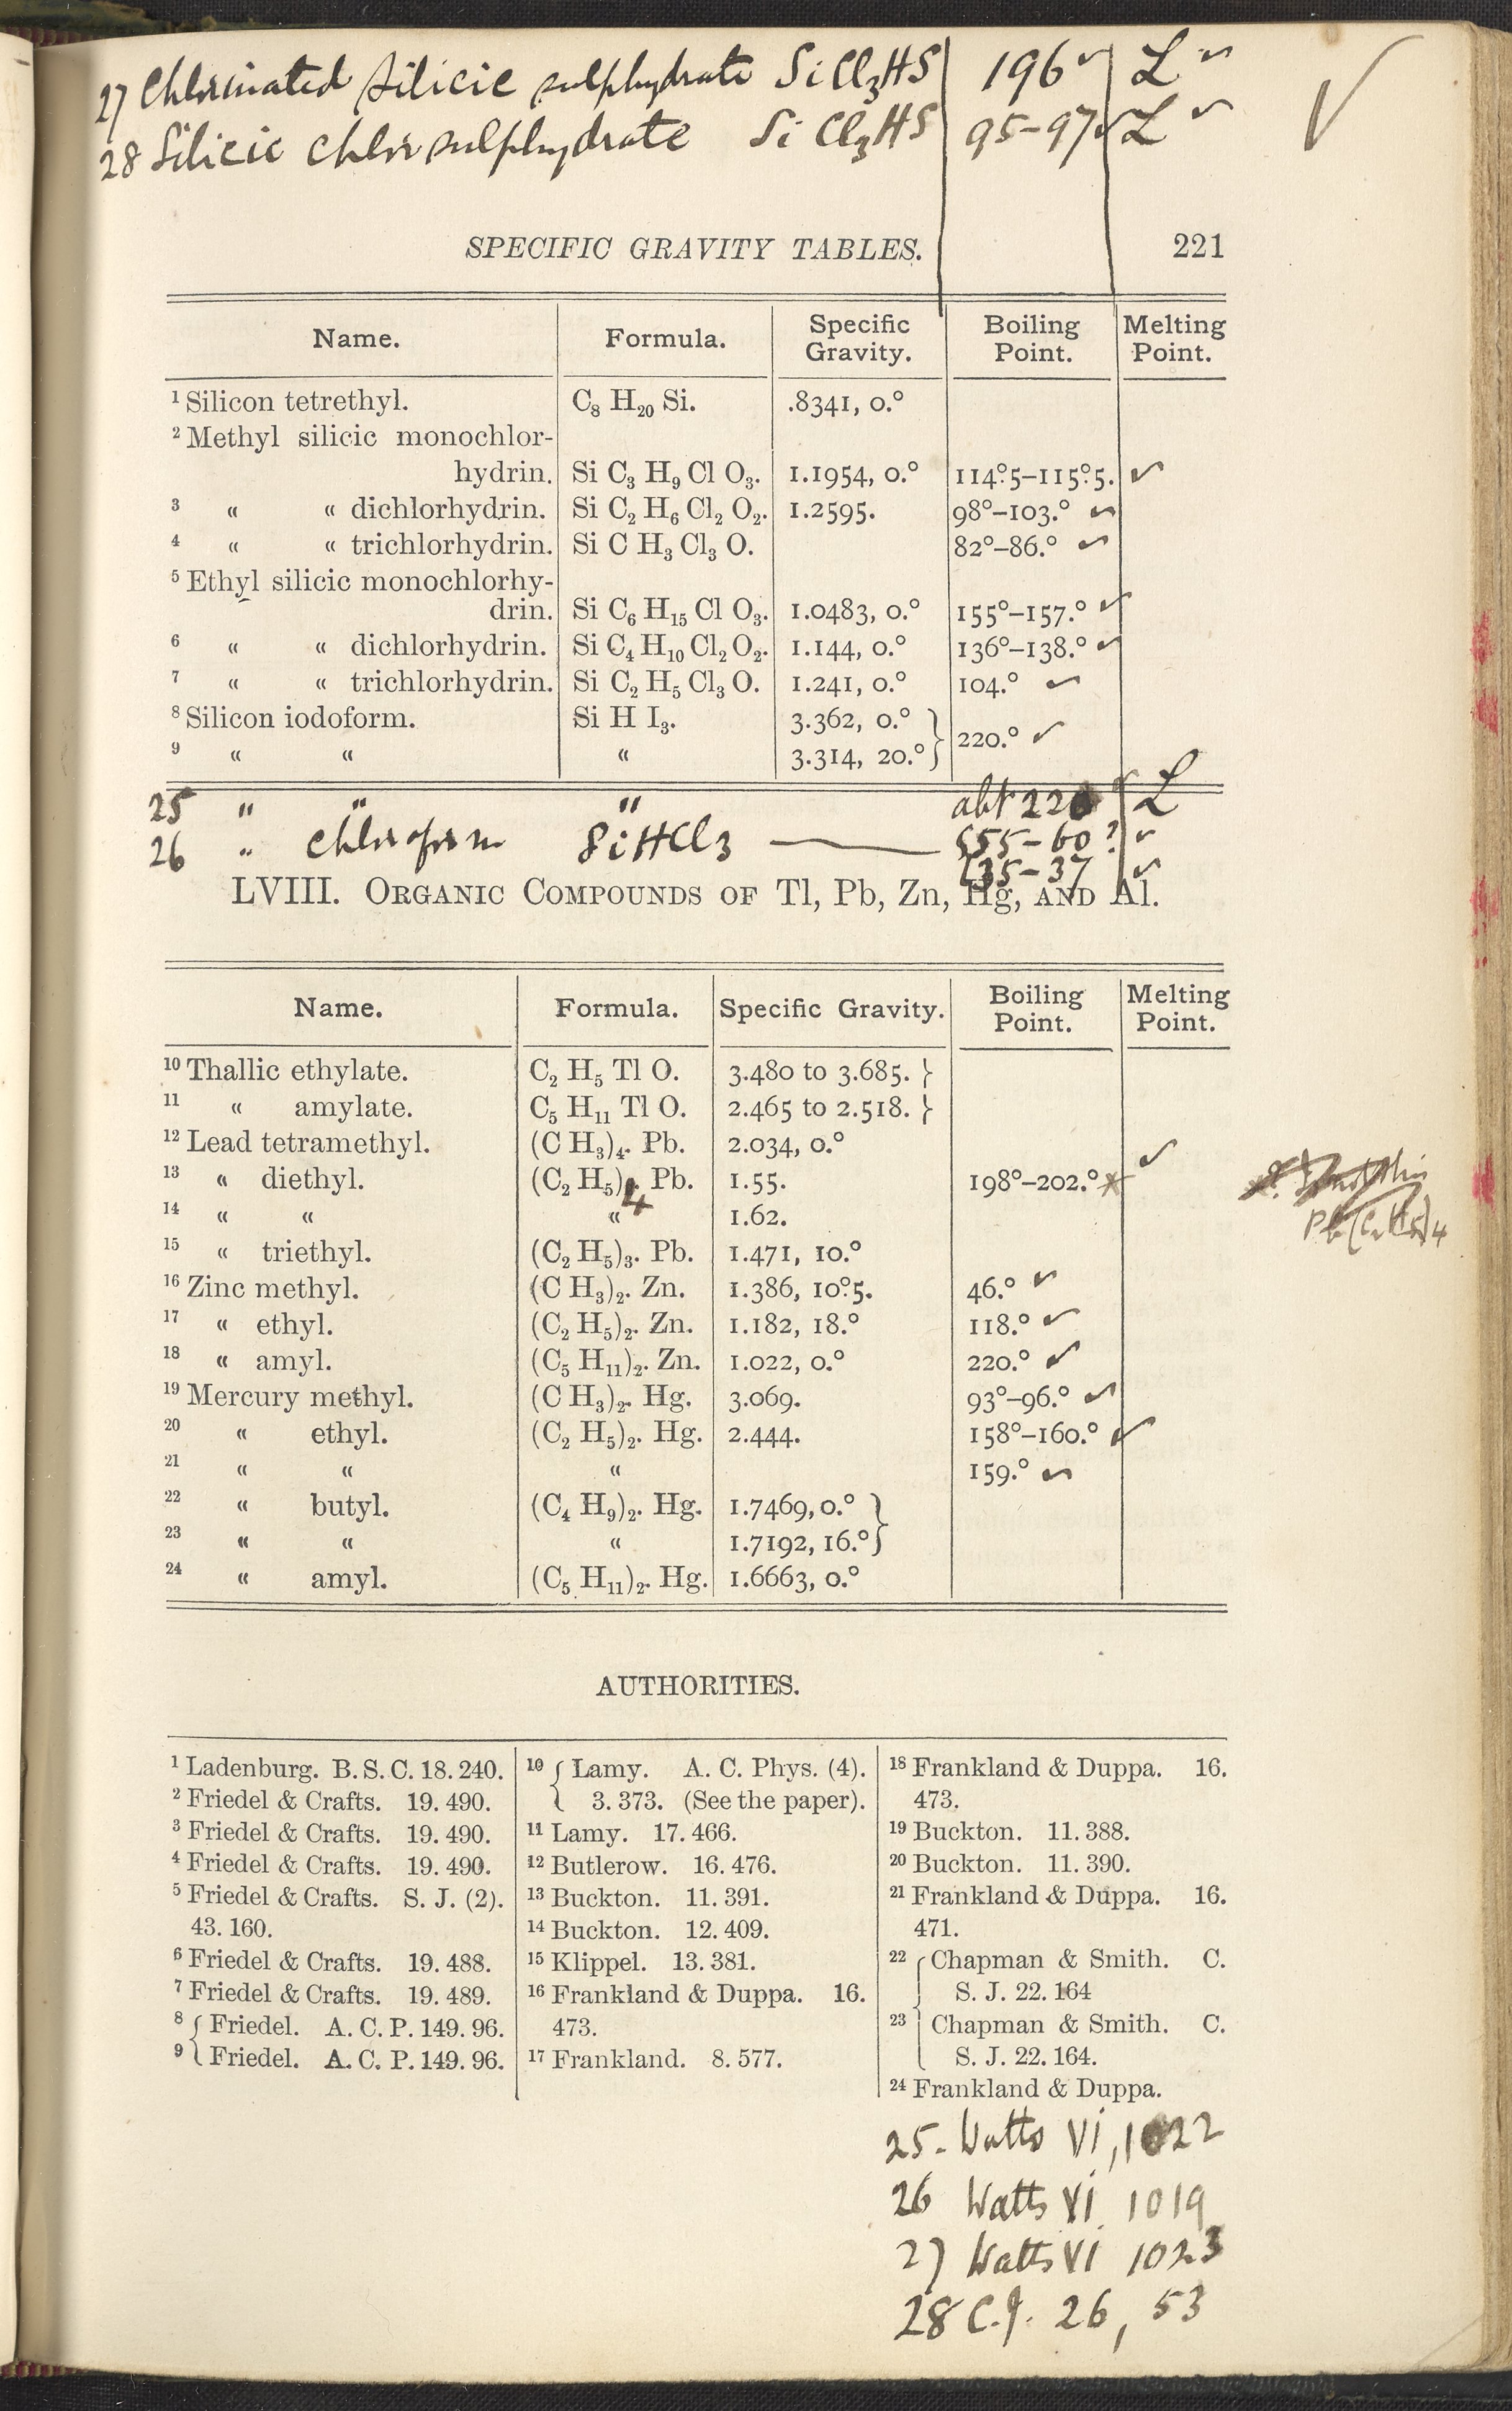 27 Chlorinated Silicic sulphydrate SiCl3HS 196 L
28 Silicic chlorsulphydrate SiCl3HS 95-97 L
SPECIFIC GRAVITY TABLES. 221
Name. Formula. Specific Gravity. Boiling Point. Melting Point.
1 Silicon tetrethyl. C8 H20 Si. .8341, 0.°
2 Methyl silicic monochlor-
hydrin. Si C3 H9 Cl O3. 1.1954, 0.° 114°.5–115°.5. ✓
3 “ “ dichlorhydrin. Si C2 H6 Cl2 O2. 1.2595. 98°–103.° ✓
4 “ “ trichlorhydrin. Si C H3 Cl3 O. 82°–86.° ✓
5 Ethyl silicic monochlorhy-
drin. Si C6 H15 Cl O3. 1.0483, 0.° 155°–157.° ✓
6 “ “ dichlorhydrin. Si C4 H10 Cl2 O2. 1.144, 0.° 136°–138.° ✓
7 “ “ trichlorhydrin. Si C2 H5 Cl3 O. 1.241, 0.° 104.° ✓
8 Silicon iodoform. Si H I3. 3.362, 0.° } 220.° ✓
9 “ “ “ 3.314, 20.° }
25 " " " abt 220 L
26 " chloroform SiHCl3 — {55-60? ✓
{35-37 ✓
LVIII. ORGANIC COMPOUNDS OF Tl, Pb, Zn, Hg, AND Al.
Name. Formula. Specific Gravity. Boiling Point. Melting Point.
10 Thallic ethylate. C2 H5 Tl O. 3.480 to 3.685. }
11 “ amylate. C5 H11 Tl O. 2.465 to 2.518. }
12 Lead tetramethyl. (C H3)4. Pb. 2.034, 0.°
13 “ diethyl. (C2 H5)4 Pb. 1.55. 198°–202.° × ✓
14 “ “ “ 1.62. Pb(C2H5)4
15 “ triethyl. (C2 H5)3. Pb. 1.471, 10.°
16 Zinc methyl. (C H3)2. Zn. 1.386, 10°.5. 46.° ✓
17 “ ethyl. (C2 H5)2. Zn. 1.182, 18.° 118.° ✓
18 “ amyl. (C5 H11)2. Zn. 1.022, 0.° 220.° ✓
19 Mercury methyl. (C H3)2. Hg. 3.069. 93°–96.° ✓
20 “ ethyl. (C2 H5)2. Hg. 2.444. 158°–160.° ✓
21 “ “ “ 159.° ✓
22 “ butyl. (C4 H9)2. Hg. 1.7469, 0.° }
23 “ “ “ 1.7192, 16.° }
24 “ amyl. (C5 H11)2. Hg. 1.6663, 0.°
AUTHORITIES.
1 Ladenburg. B. S. C. 18. 240.
2 Friedel & Crafts. 19. 490.
3 Friedel & Crafts. 19. 490.
4 Friedel & Crafts. 19. 490.
5 Friedel & Crafts. S. J. (2).
43. 160.
6 Friedel & Crafts. 19. 488.
7 Friedel & Crafts. 19. 489.
8 { Friedel. A. C. P. 149. 96.
9 { Friedel. A. C. P. 149. 96.
10 { Lamy. A. C. Phys. (4).
3. 373. (See the paper).
11 Lamy. 17. 466.
12 Butlerow. 16. 476.
13 Buckton. 11. 391.
14 Buckton. 12. 409.
15 Klippel. 13. 381.
16 Frankland & Duppa. 16.
473.
17 Frankland. 8. 577.
18 Frankland & Duppa. 16.
473.
19 Buckton. 11. 388.
20 Buckton. 11. 390.
21 Frankland & Duppa. 16.
471.
22 { Chapman & Smith. C.
S. J. 22. 164
23 { Chapman & Smith. C.
S. J. 22. 164.
24 Frankland & Duppa.
25. Watts VI, 1022
26 Watts VI 1019
27 Watts VI 1023
28 C.J. 26, 53